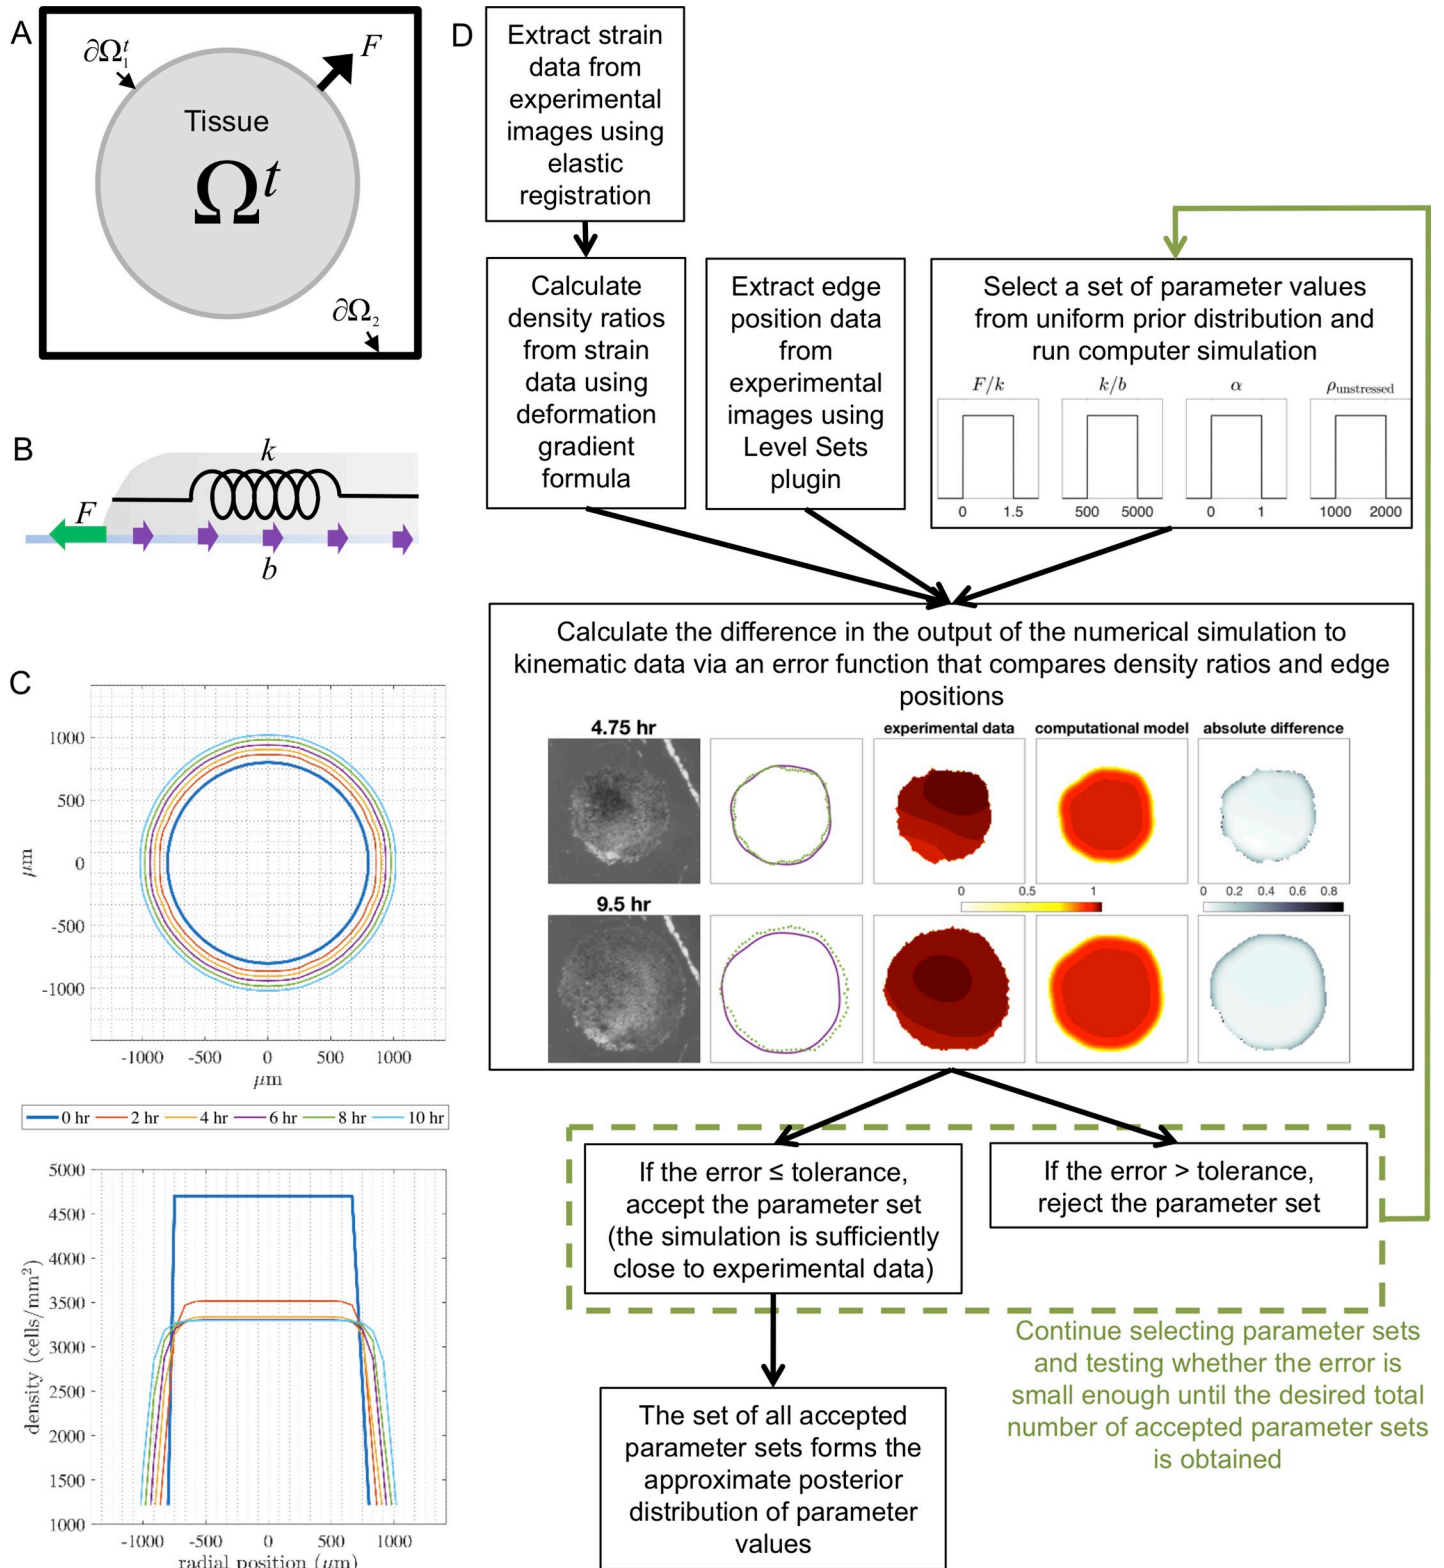 A
∂Ω₁ᵗ
F
Tissue
Ωᵗ
∂Ω₂
B
k
F
b
C
1000
500
0
-500
-1000
μm
-1000 -500 0 500 1000
μm
0 hr 2 hr 4 hr 6 hr 8 hr 10 hr
5000
4500
4000
3500
3000
2500
2000
1500
1000
density (cells/mm²)
-1000 -500 0 500 1000
radial position (μm)
D
Extract strain
data from
experimental
images using
elastic
registration
Calculate
density ratios
from strain
data using
deformation
gradient
formula
Extract edge
position data
from
experimental
images using
Level Sets
plugin
Select a set of parameter values
from uniform prior distribution and
run computer simulation
F/k k/b α ρunstressed
0 1.5 500 5000 0 1 1000 2000
Calculate the difference in the output of the numerical simulation to
kinematic data via an error function that compares density ratios and edge
positions
4.75 hr experimental data computational model absolute difference
0 0.5 1 0 0.2 0.4 0.6 0.8
9.5 hr
If the error ≤ tolerance,
accept the parameter set
(the simulation is sufficiently
close to experimental data)
If the error > tolerance,
reject the parameter set
Continue selecting parameter sets
and testing whether the error is
small enough until the desired total
number of accepted parameter sets
is obtained
The set of all accepted
parameter sets forms the
approximate posterior
distribution of parameter
values